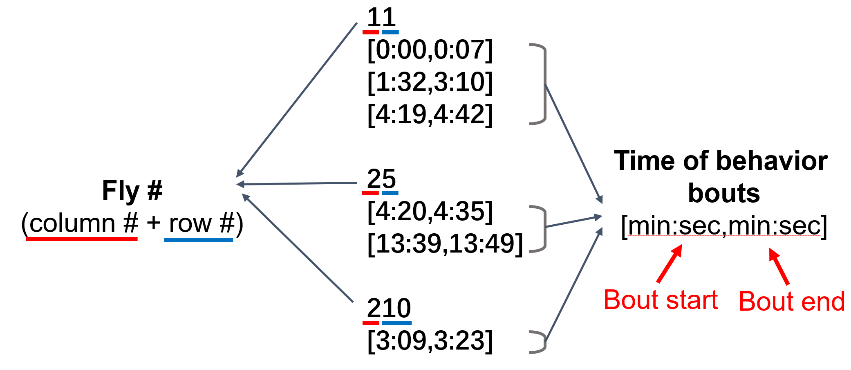 Fly #
(column # + row #)
11
[0:00,0:07]
[1:32,3:10]
[4:19,4:42]
25
[4:20,4:35]
[13:39,13:49]
210
[3:09,3:23]
Time of behavior
bouts
[min:sec,min:sec]
Bout start
Bout end